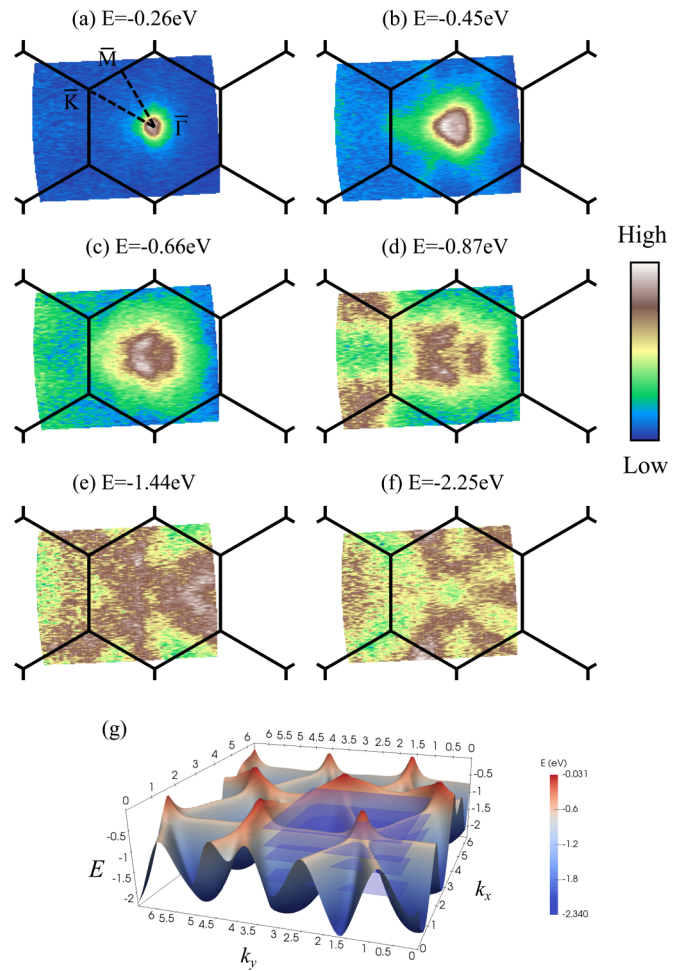 (a) E=-0.26eV
(b) E=-0.45eV
M̅
K̅
Γ̅
(c) E=-0.66eV
(d) E=-0.87eV
High
Low
(e) E=-1.44eV
(f) E=-2.25eV
(g)
6 5.5 5 4.5 4 3.5 3 2.5 2 1.5 1 0.5 0
0 1 2 3 4 5 6
-0.5
-1
-1.5
-2
E
-0.5
-1
-1.5
-2
6
5
4
3
2
1
0
k_x
6 5.5 5 4.5 4 3.5 3 2.5 2 1.5 1 0.5 0
k_y
E (eV)
-0.031
-0.6
-1.2
-1.8
-2.340